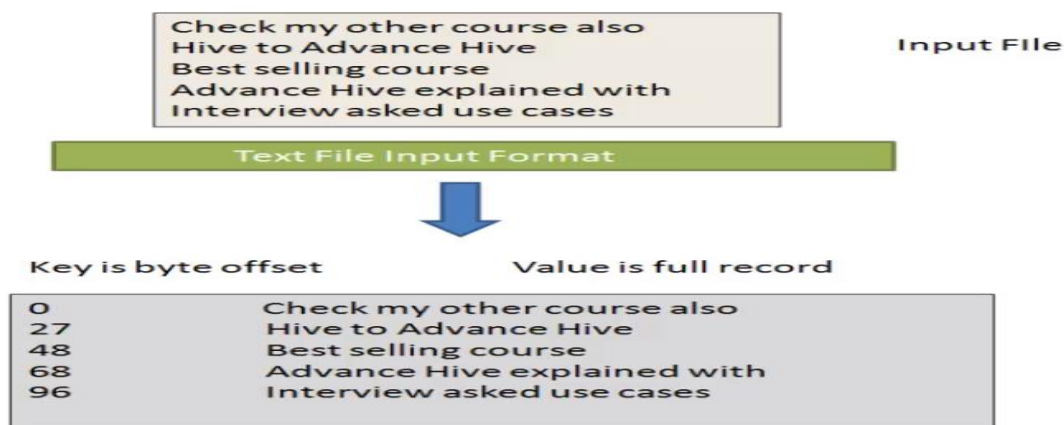 Check my other course also
Hive to Advance Hive
Best selling course
Advance Hive explained with
Interview asked use cases
Input FIle
Text File Input Format
Key is byte offset Value is full record
0 Check my other course also
27 Hive to Advance Hive
48 Best selling course
68 Advance Hive explained with
96 Interview asked use cases